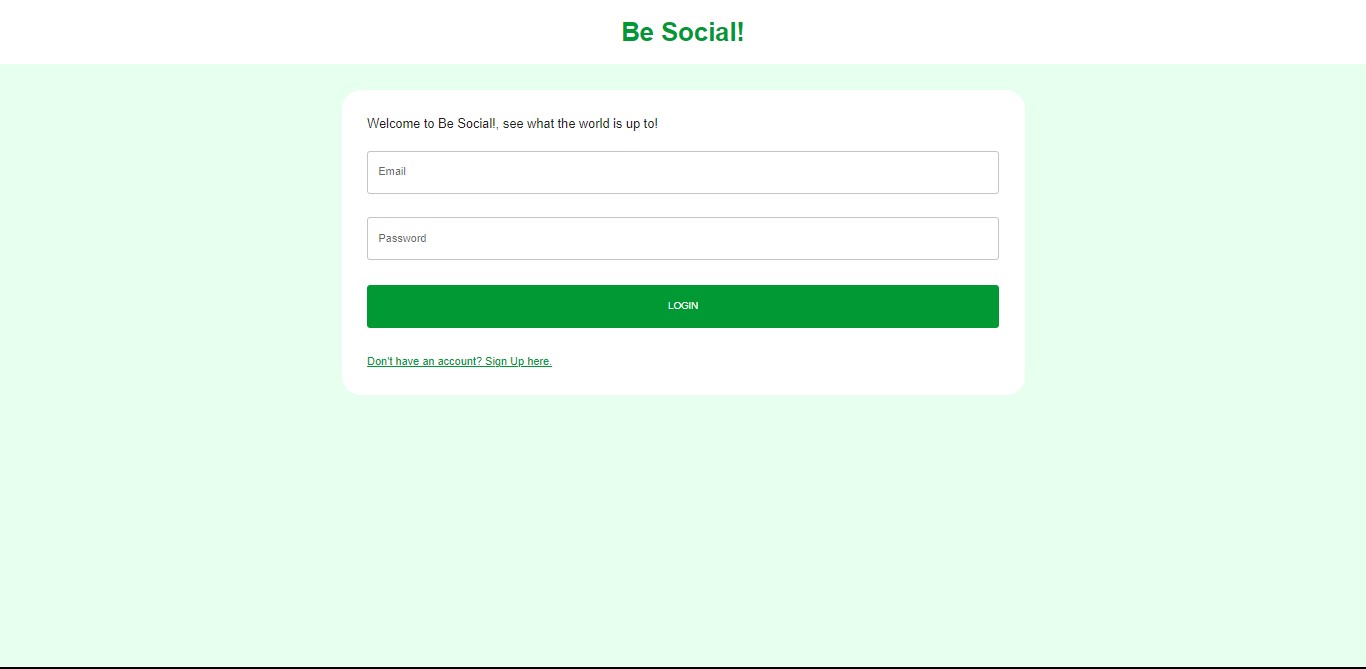 Be Social!
Welcome to Be Social!, see what the world is up to!
Email
Password
LOGIN
Don't have an account? Sign Up here.